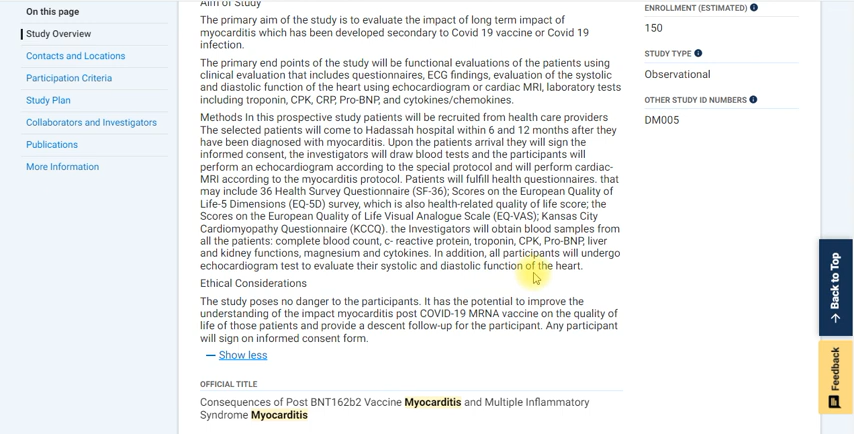 On this page
Study Overview
Contacts and Locations
Participation Criteria
Study Plan
Collaborators and Investigators
Publications
More Information
Aim of Study
The primary aim of the study is to evaluate the impact of long term impact of
myocarditis which has been developed secondary to Covid 19 vaccine or Covid 19
infection.
The primary end points of the study will be functional evaluations of the patients using
clinical evaluation that includes questionnaires, ECG findings, evaluation of the systolic
and diastolic function of the heart using echocardiogram or cardiac MRI, laboratory tests
including troponin, CPK, CRP, Pro-BNP, and cytokines/chemokines.
Methods In this prospective study patients will be recruited from health care providers
The selected patients will come to Hadassah hospital within 6 and 12 months after they
have been diagnosed with myocarditis. Upon the patients arrival they will sign the
informed consent, the investigators will draw blood tests and the participants will
perform an echocardiogram according to the special protocol and will perform cardiac-
MRI according to the myocarditis protocol. Patients will fulfill health questionnaires. that
may include 36 Health Survey Questionnaire (SF-36); Scores on the European Quality of
Life-5 Dimensions (EQ-5D) survey, which is also health-related quality of life score; the
Scores on the European Quality of Life Visual Analogue Scale (EQ-VAS); Kansas City
Cardiomyopathy Questionnaire (KCCQ). the Investigators will obtain blood samples from
all the patients: complete blood count, c- reactive protein, troponin, CPK, Pro-BNP, liver
and kidney functions, magnesium and cytokines. In addition, all participants will undergo
echocardiogram test to evaluate their systolic and diastolic function of the heart.
Ethical Considerations
The study poses no danger to the participants. It has the potential to improve the
understanding of the impact myocarditis post COVID-19 MRNA vaccine on the quality of
life of those patients and provide a descent follow-up for the participant. Any participant
will sign on informed consent form.
— Show less
OFFICIAL TITLE
Consequences of Post BNT162b2 Vaccine Myocarditis and Multiple Inflammatory
Syndrome Myocarditis
ENROLLMENT (ESTIMATED)
150
STUDY TYPE
Observational
OTHER STUDY ID NUMBERS
DM005
→ Back to Top
Feedback